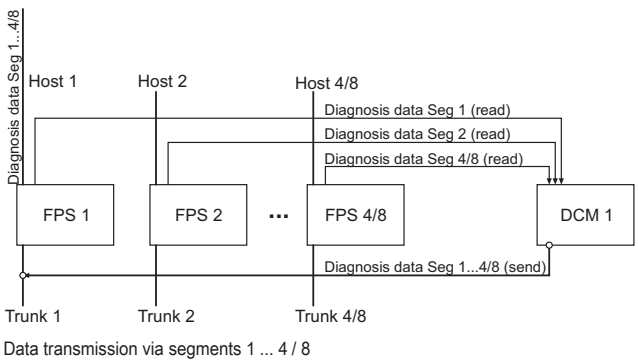 Diagnosis data Seg 1...4/8
Host 1
Host 2
Host 4/8
Diagnosis data Seg 1 (read)
Diagnosis data Seg 2 (read)
Diagnosis data Seg 4/8 (read)
FPS 1
FPS 2
...
FPS 4/8
DCM 1
Diagnosis data Seg 1...4/8 (send)
Trunk 1
Trunk 2
Trunk 4/8
Data transmission via segments 1 ... 4 / 8